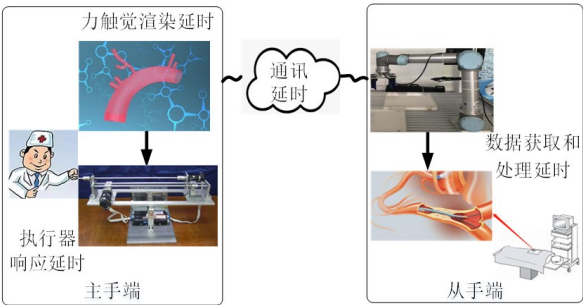 力触觉渲染延时
通讯
延时
数据获取和
处理延时
执行器
响应延时
主手端
从手端